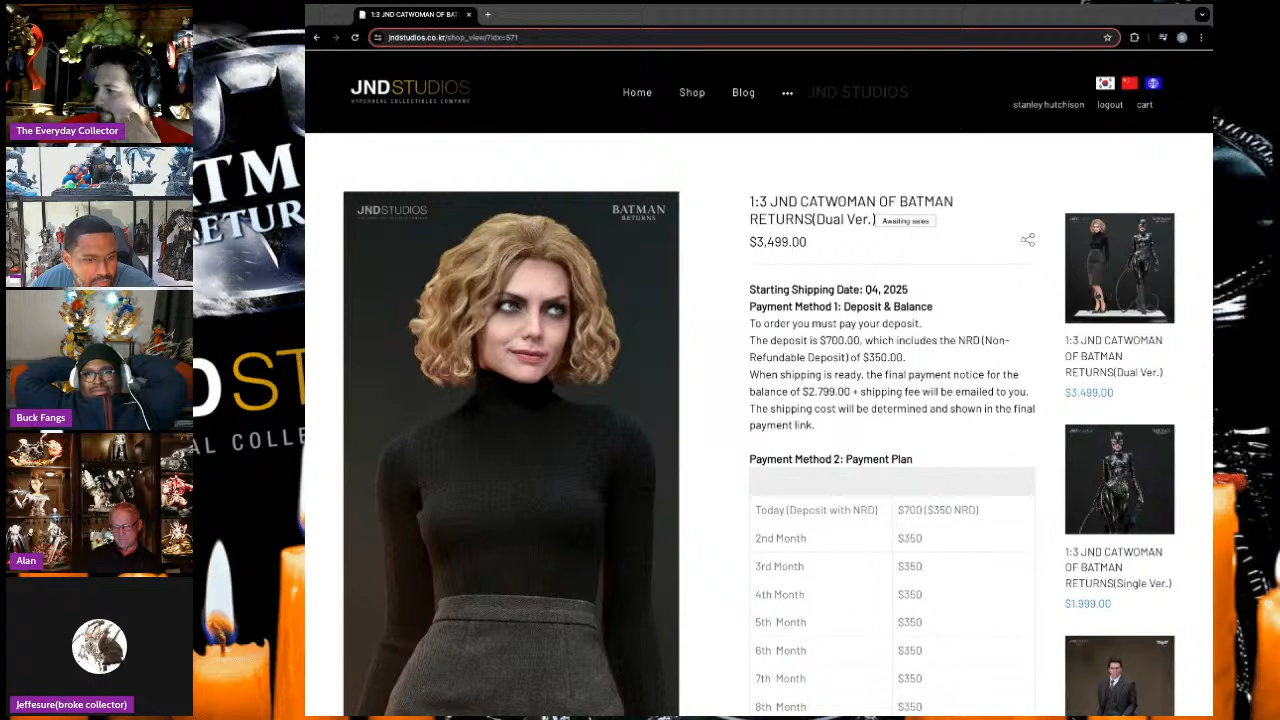 1:3 JND CATWOMAN OF BAT
jndstudios.co.kr/shop_view/?idx=571
JNDSTUDIOS
HYPERREAL COLLECTIBLES COMPANY
Home
Shop
Blog
JND STUDIOS
stanley hutchison
logout
cart
The Everyday Collector
Buck Fangs
Alan
Jeffesure(broke collector)
JNDSTUDIOS
BATMAN
RETURNS
1:3 JND CATWOMAN OF BATMAN
RETURNS(Dual Ver.) Awaiting sales
$3,499.00
Starting Shipping Date: Q4, 2025
Payment Method 1: Deposit & Balance
To order you must pay your deposit.
The deposit is $700.00, which includes the NRD (Non-
Refundable Deposit) of $350.00.
When shipping is ready, the final payment notice for the
balance of $2,799.00 + shipping fee will be emailed to you.
The shipping cost will be determined and shown in the final
payment link.
Payment Method 2: Payment Plan
Today (Deposit with NRD) $700 ($350 NRD)
2nd Month $350
3rd Month $350
4th Month $350
5th Month $350
6th Month $350
7th Month $350
8th Month $350
1:3 JND CATWOMAN
OF BATMAN
RETURNS(Dual Ver.)
$3,499.00
1:3 JND CATWOMAN
OF BATMAN
RETURNS(Single Ver.)
$1,999.00